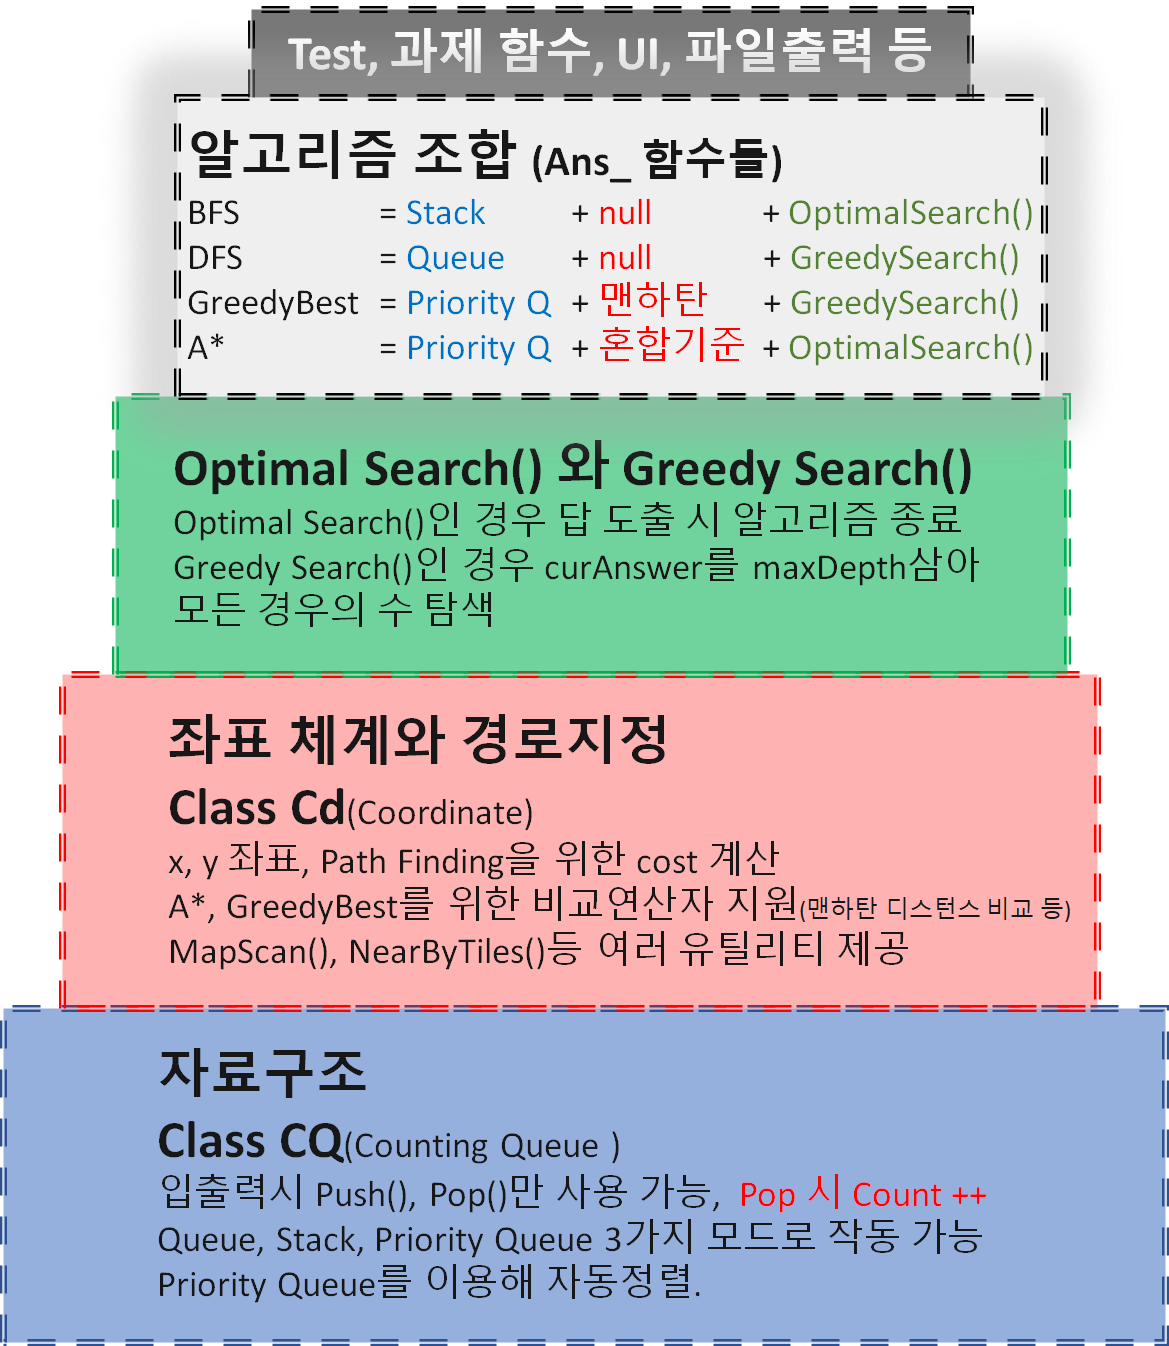 Test, 과제 함수, UI, 파일출력 등
알고리즘 조합 (Ans_ 함수들)
BFS = Stack + null + OptimalSearch()
DFS = Queue + null + GreedySearch()
GreedyBest = Priority Q + 맨하탄 + GreedySearch()
A* = Priority Q + 혼합기준 + OptimalSearch()
Optimal Search() 와 Greedy Search()
Optimal Search()인 경우 답 도출 시 알고리즘 종료
Greedy Search()인 경우 curAnswer를 maxDepth삼아
모든 경우의 수 탐색
좌표 체계와 경로지정
Class Cd(Coordinate)
x, y 좌표, Path Finding을 위한 cost 계산
A*, GreedyBest를 위한 비교연산자 지원(맨하탄 디스턴스 비교 등)
MapScan(), NearByTiles()등 여러 유틸리티 제공
자료구조
Class CQ(Counting Queue )
입출력시 Push(), Pop()만 사용 가능, Pop 시 Count ++
Queue, Stack, Priority Queue 3가지 모드로 작동 가능
Priority Queue를 이용해 자동정렬.